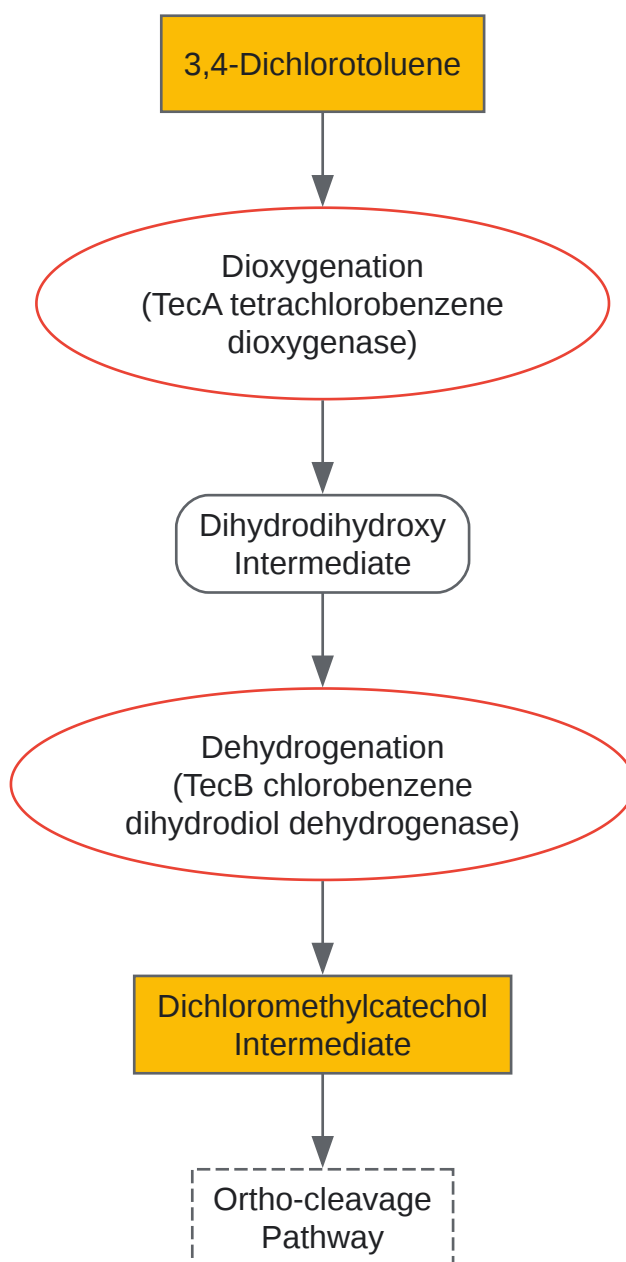 3,4-Dichlorotoluene
Dioxygenation
(TecA tetrachlorobenzene
dioxygenase)
Dihydrodihydroxy
Intermediate
Dehydrogenation
(TecB chlorobenzene
dihydrodiol dehydrogenase)
Dichloromethylcatechol
Intermediate
Ortho-cleavage
Pathway